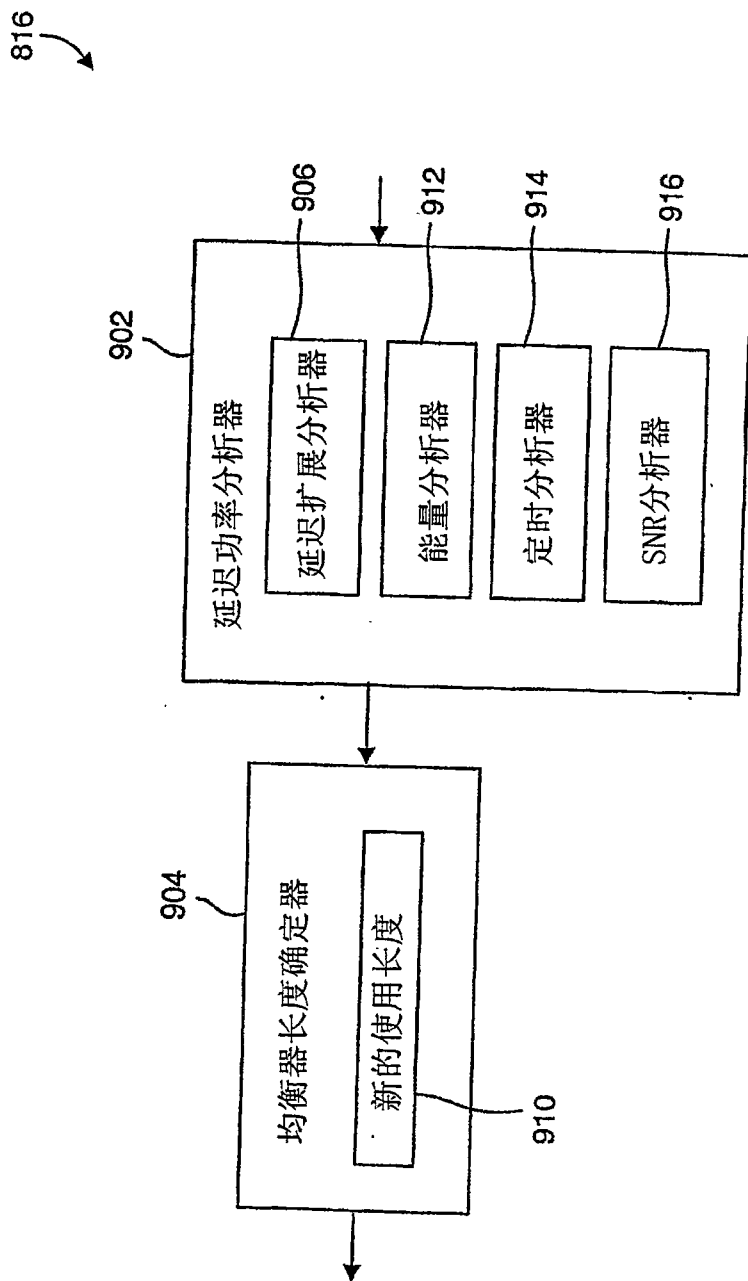 816
902
延迟功率分析器
延迟扩展分析器
906
能量分析器
912
定时分析器
914
SNR分析器
916
904
均衡器长度确定器
新的使用长度
910